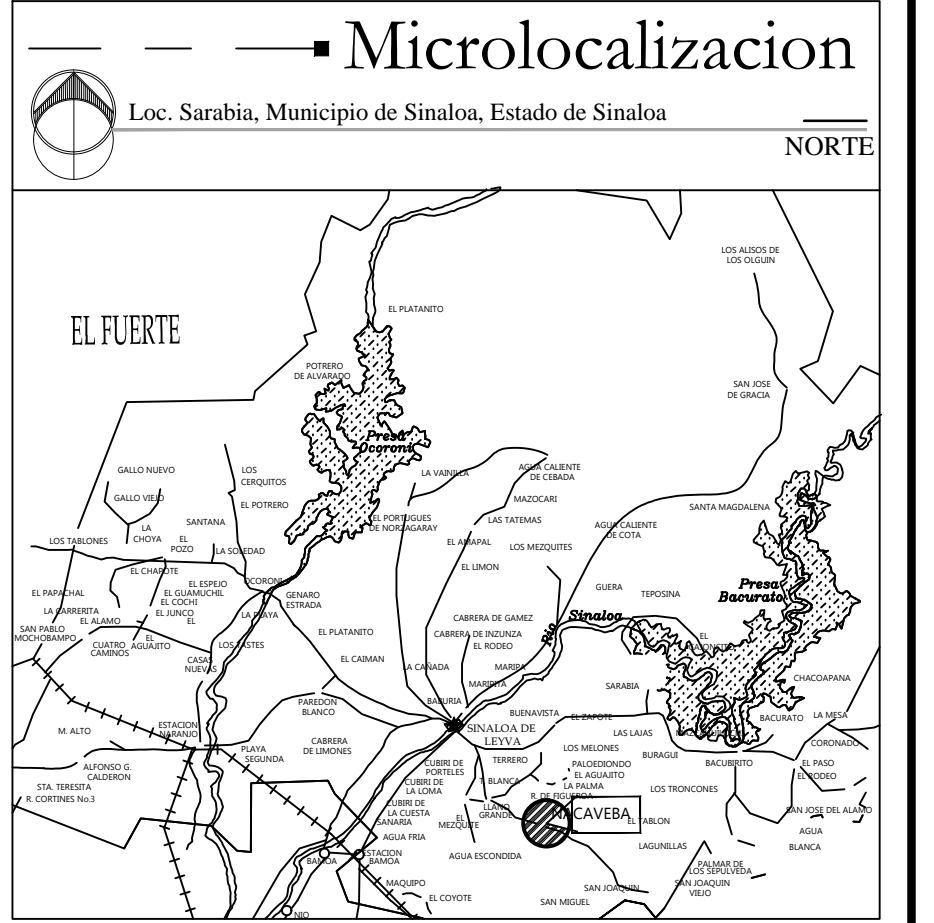 Microlocalizacion
Loc. Sarabia, Municipio de Sinaloa, Estado de Sinaloa
NORTE
LOS ALISOS DE
LOS OLGUIN
EL PLATANITO
EL FUERTE
POTRERO
DE ALVARADO
SAN JOSE
DE GRACIA
Presa
Ocoroni
GALLO NUEVO
LOS
CERQUITOS
LA VAINILLA
AGUA CALIENTE
DE CEBADA
GALLO VIEJO
EL POTRERO
MAZOCARI
SANTA MAGDALENA
SANTANA
EL PORTUGUES
DE NORZAGARAY
LAS TATEMAS
AGUA CALIENTE
DE COTA
LA
CHOYA
LOS TABLONES
EL
POZO
LA SOLEDAD
EL AMAPAL
LOS MEZQUITES
EL CHAROTE
EL LIMON
OCORONI
EL ESPEJO
EL GUAMUCHIL
EL COCHI
EL JUNCO
EL
GENARO
ESTRADA
GUERA
TEPOSINA
Presa
Bacurato
EL PAPACHAL
LA CARRERITA
EL ALAMO
LA PLAYA
Rio
Sinaloa
CABRERA DE GAMEZ
SAN PABLO
MOCHOBAMPO
CUATRO
CAMINOS
EL
AGUAJITO
LOS TASTES
EL PLATANITO
CABRERA DE INZUNZA
EL RODEO
EL
CASAS
NUEVAS
EL CAIMAN
LA CAÑADA
MARIPA
MARIPITA
SARABIA
CHACOAPANA
PAREDON
BLANCO
BABURIA
BUENAVISTA
EL ZAPOTE
BACURATO
LA MESA
M. ALTO
ESTACION
NARANJO
SINALOA DE
LEYVA
LAS LAJAS
CORONADO
PLAYA
SEGUNDA
CABRERA
DE LIMONES
LOS MELONES
BURAGUI
BACUBIRITO
EL PASO
EL RODEO
ALFONSO G.
CALDERON
CUBIRI DE
PORTELES
TERRERO
PALOEDIONDO
EL AGUAJITO
LA PALMA
STA. TERESITA
R. CORTINES No.3
CUBIRI DE
LA LOMA
T. BLANCA
R. DE FIGUEROA
LOS TRONCONES
CUBIRI DE
LA CUESTA
SANARIA
LLANO
GRANDE
NACAVEBA
EL TABLON
SAN JOSE DEL ALAMO
EL
MEZQUITE
AGUA FRIA
AGUA
BLANCA
LAGUNILLAS
BAMOA
ESTACION
BAMOA
AGUA ESCONDIDA
PALMAR DE
LOS SEPULVEDA
MAQUIPO
SAN JOAQUIN
SAN JOAQUIN
VIEJO
EL COYOTE
SAN MIGUEL
NIO